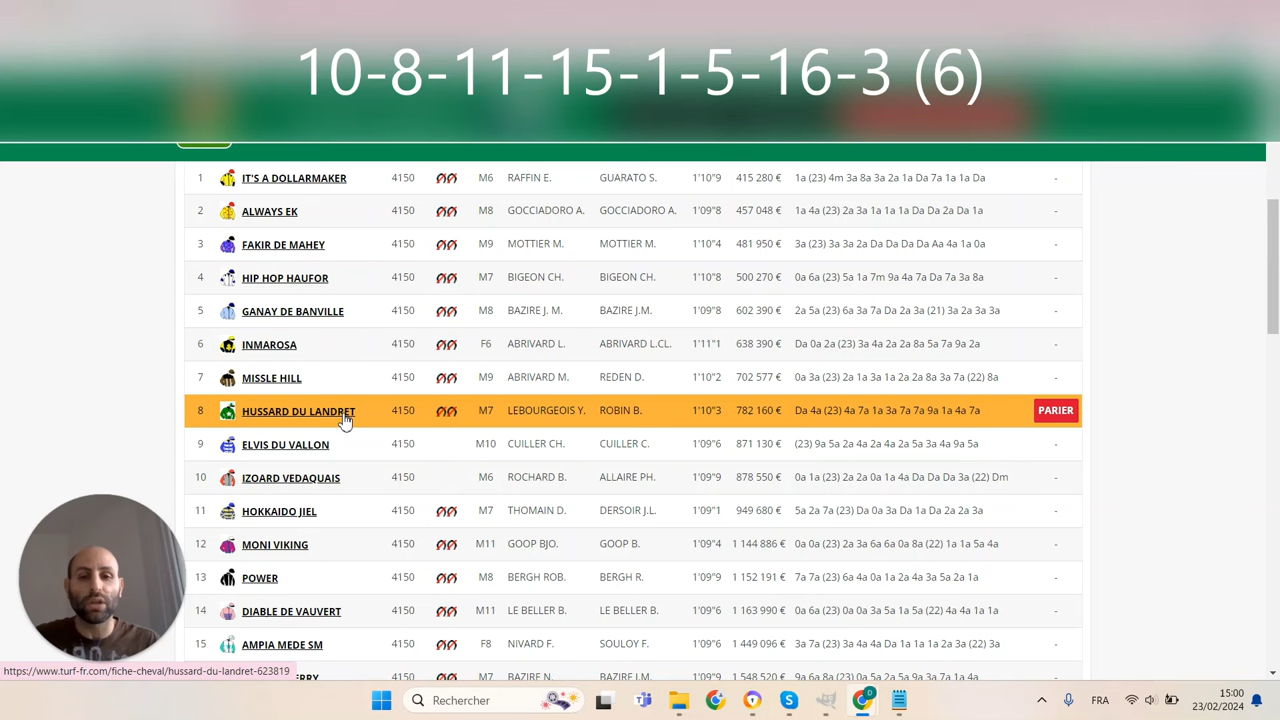 10-8-11-15-1-5-16-3 (6)
1 IT'S A DOLLARMAKER 4150 M6 RAFFIN E. GUARATO S. 1'10"9 415 280 € 1a (23) 4m 3a 8a 3a 2a 1a Da 7a 1a 1a Da -
2 ALWAYS EK 4150 M8 GOCCIADORO A. GOCCIADORO A. 1'09"8 457 048 € 1a 4a (23) 2a 3a 1a 1a 1a Da Da 2a Da 1a -
3 FAKIR DE MAHEY 4150 M9 MOTTIER M. MOTTIER M. 1'10"4 481 950 € 3a (23) 3a 3a 2a Da Da Da Da Aa 4a 1a 0a -
4 HIP HOP HAUFOR 4150 M7 BIGEON CH. BIGEON CH. 1'10"8 500 270 € 0a 6a (23) 5a 1a 7m 9a 4a 7a Da 7a 3a 8a -
5 GANAY DE BANVILLE 4150 M8 BAZIRE J. M. BAZIRE J.M. 1'10"8 602 390 € 2a 5a (23) 6a 3a 7a Da 2a 3a (21) 3a 2a 3a 3a -
6 INMAROSA 4150 F6 ABRIVARD L. ABRIVARD L.CL. 1'11"1 638 390 € Da 0a 2a (23) 3a 4a 2a 2a 8a 5a 7a 9a 2a -
7 MISSLE HILL 4150 M9 ABRIVARD M. REDEN D. 1'10"2 702 577 € 0a 3a (23) 3a 1a 2a 1a 2a 2a 8a 3a 7a (22) 8a -
8 HUSSARD DU LANDRET 4150 M7 LEBOURGEOIS Y. ROBIN B. 1'10"3 782 160 € Da 4a (23) 4a 7a 1a 3a 7a 7a 9a 1a 4a 7a PARIER
9 ELVIS DU VALLON 4150 M10 CUILLER CH. CUILLER C. 1'09"6 871 130 € (23) 9a 5a 2a 4a 2a 4a 2a 5a 3a 4a 9a 5a -
10 IZOARD VEDAQUAIS 4150 M6 ROCHARD B. ALLAIRE PH. 1'09"8 878 550 € 0a (23) 2a 2a 0a 1a 4a Da Da Da 3a (22) Dm -
11 HOKKAIDO JIEL 4150 M7 THOMAIN D. DERSOIR J.L. 1'09"1 949 680 € 5a 2a 7a (23) Da 0a 3a Da 1a Da 2a 2a 3a -
12 MONI VIKING 4150 M11 GOOP BJO. GOOP B. 1'09"4 1 144 886 € 0a 0a (23) 2a 3a 6a 6a 0a 8a (22) 1a 1a 5a 4a -
13 POWER 4150 M8 BERGH ROB. BERGH R. 1'09"9 1 152 191 € 7a 7a (23) 6a 4a 0a 1a 2a 4a 3a 5a 2a 1a -
14 DIABLE DE VAUVERT 4150 M11 LE BELLER B. LE BELLER B. 1'09"6 1 163 990 € 0a 6a (23) 0a 0a 3a 5a 1a 5a (22) 4a 4a 1a 1a -
15 AMPIA MEDE SM 4150 F8 NIVARD F. SOULOY F. 1'09"6 1 449 096 € 3a 7a (23) 3a 4a 4a Da 1a 1a 1a 2a 3a (22) 3a -
https://www.turf-fr.com/fiche-cheval/hussard-du-landret-623819
Rechercher FRA 15:00
23/02/2024